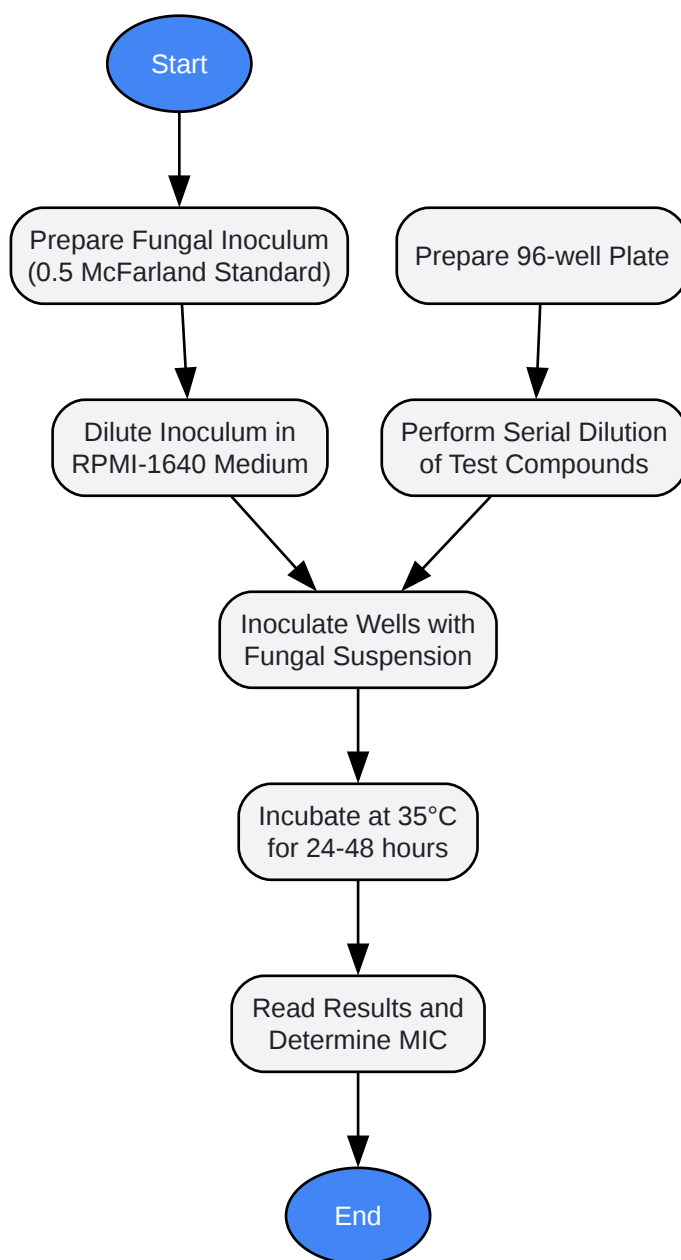 Start
Prepare Fungal Inoculum
(0.5 McFarland Standard)
Prepare 96-well Plate
Dilute Inoculum in
RPMI-1640 Medium
Perform Serial Dilution
of Test Compounds
Inoculate Wells with
Fungal Suspension
Incubate at 35°C
for 24-48 hours
Read Results and
Determine MIC
End